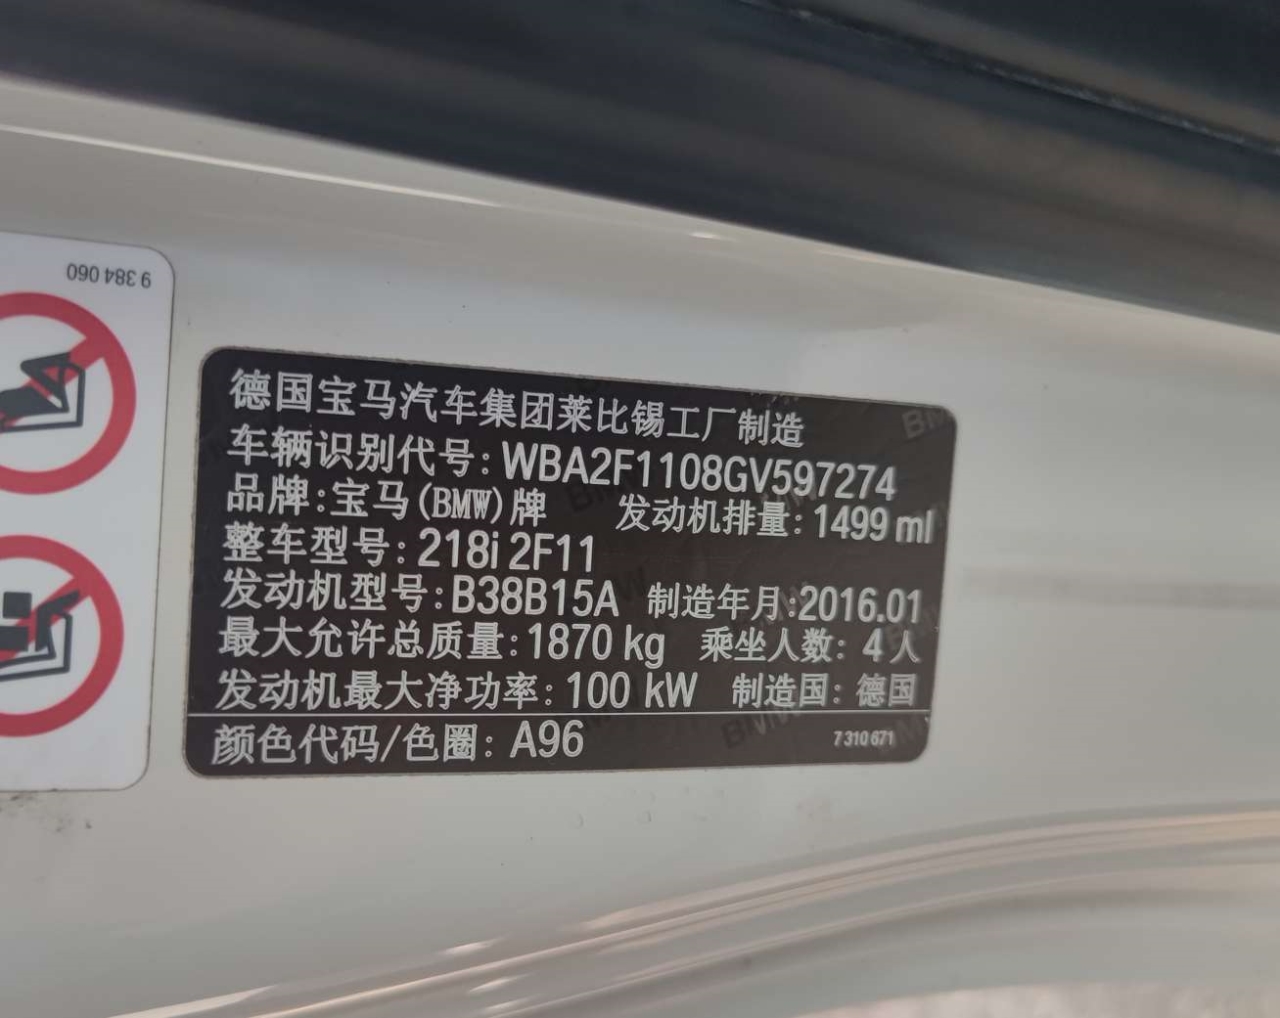 9 384 060
德国宝马汽车集团莱比锡工厂制造
车辆识别代号: WBA2F1108GV597274
品牌: 宝马(BMW)牌 发动机排量: 1499 ml
整车型号: 218i 2F11
发动机型号: B38B15A 制造年月: 2016.01
最大允许总质量: 1870 kg 乘坐人数: 4 人
发动机最大净功率: 100 kW 制造国: 德国
颜色代码/色圈: A96 7 310 671